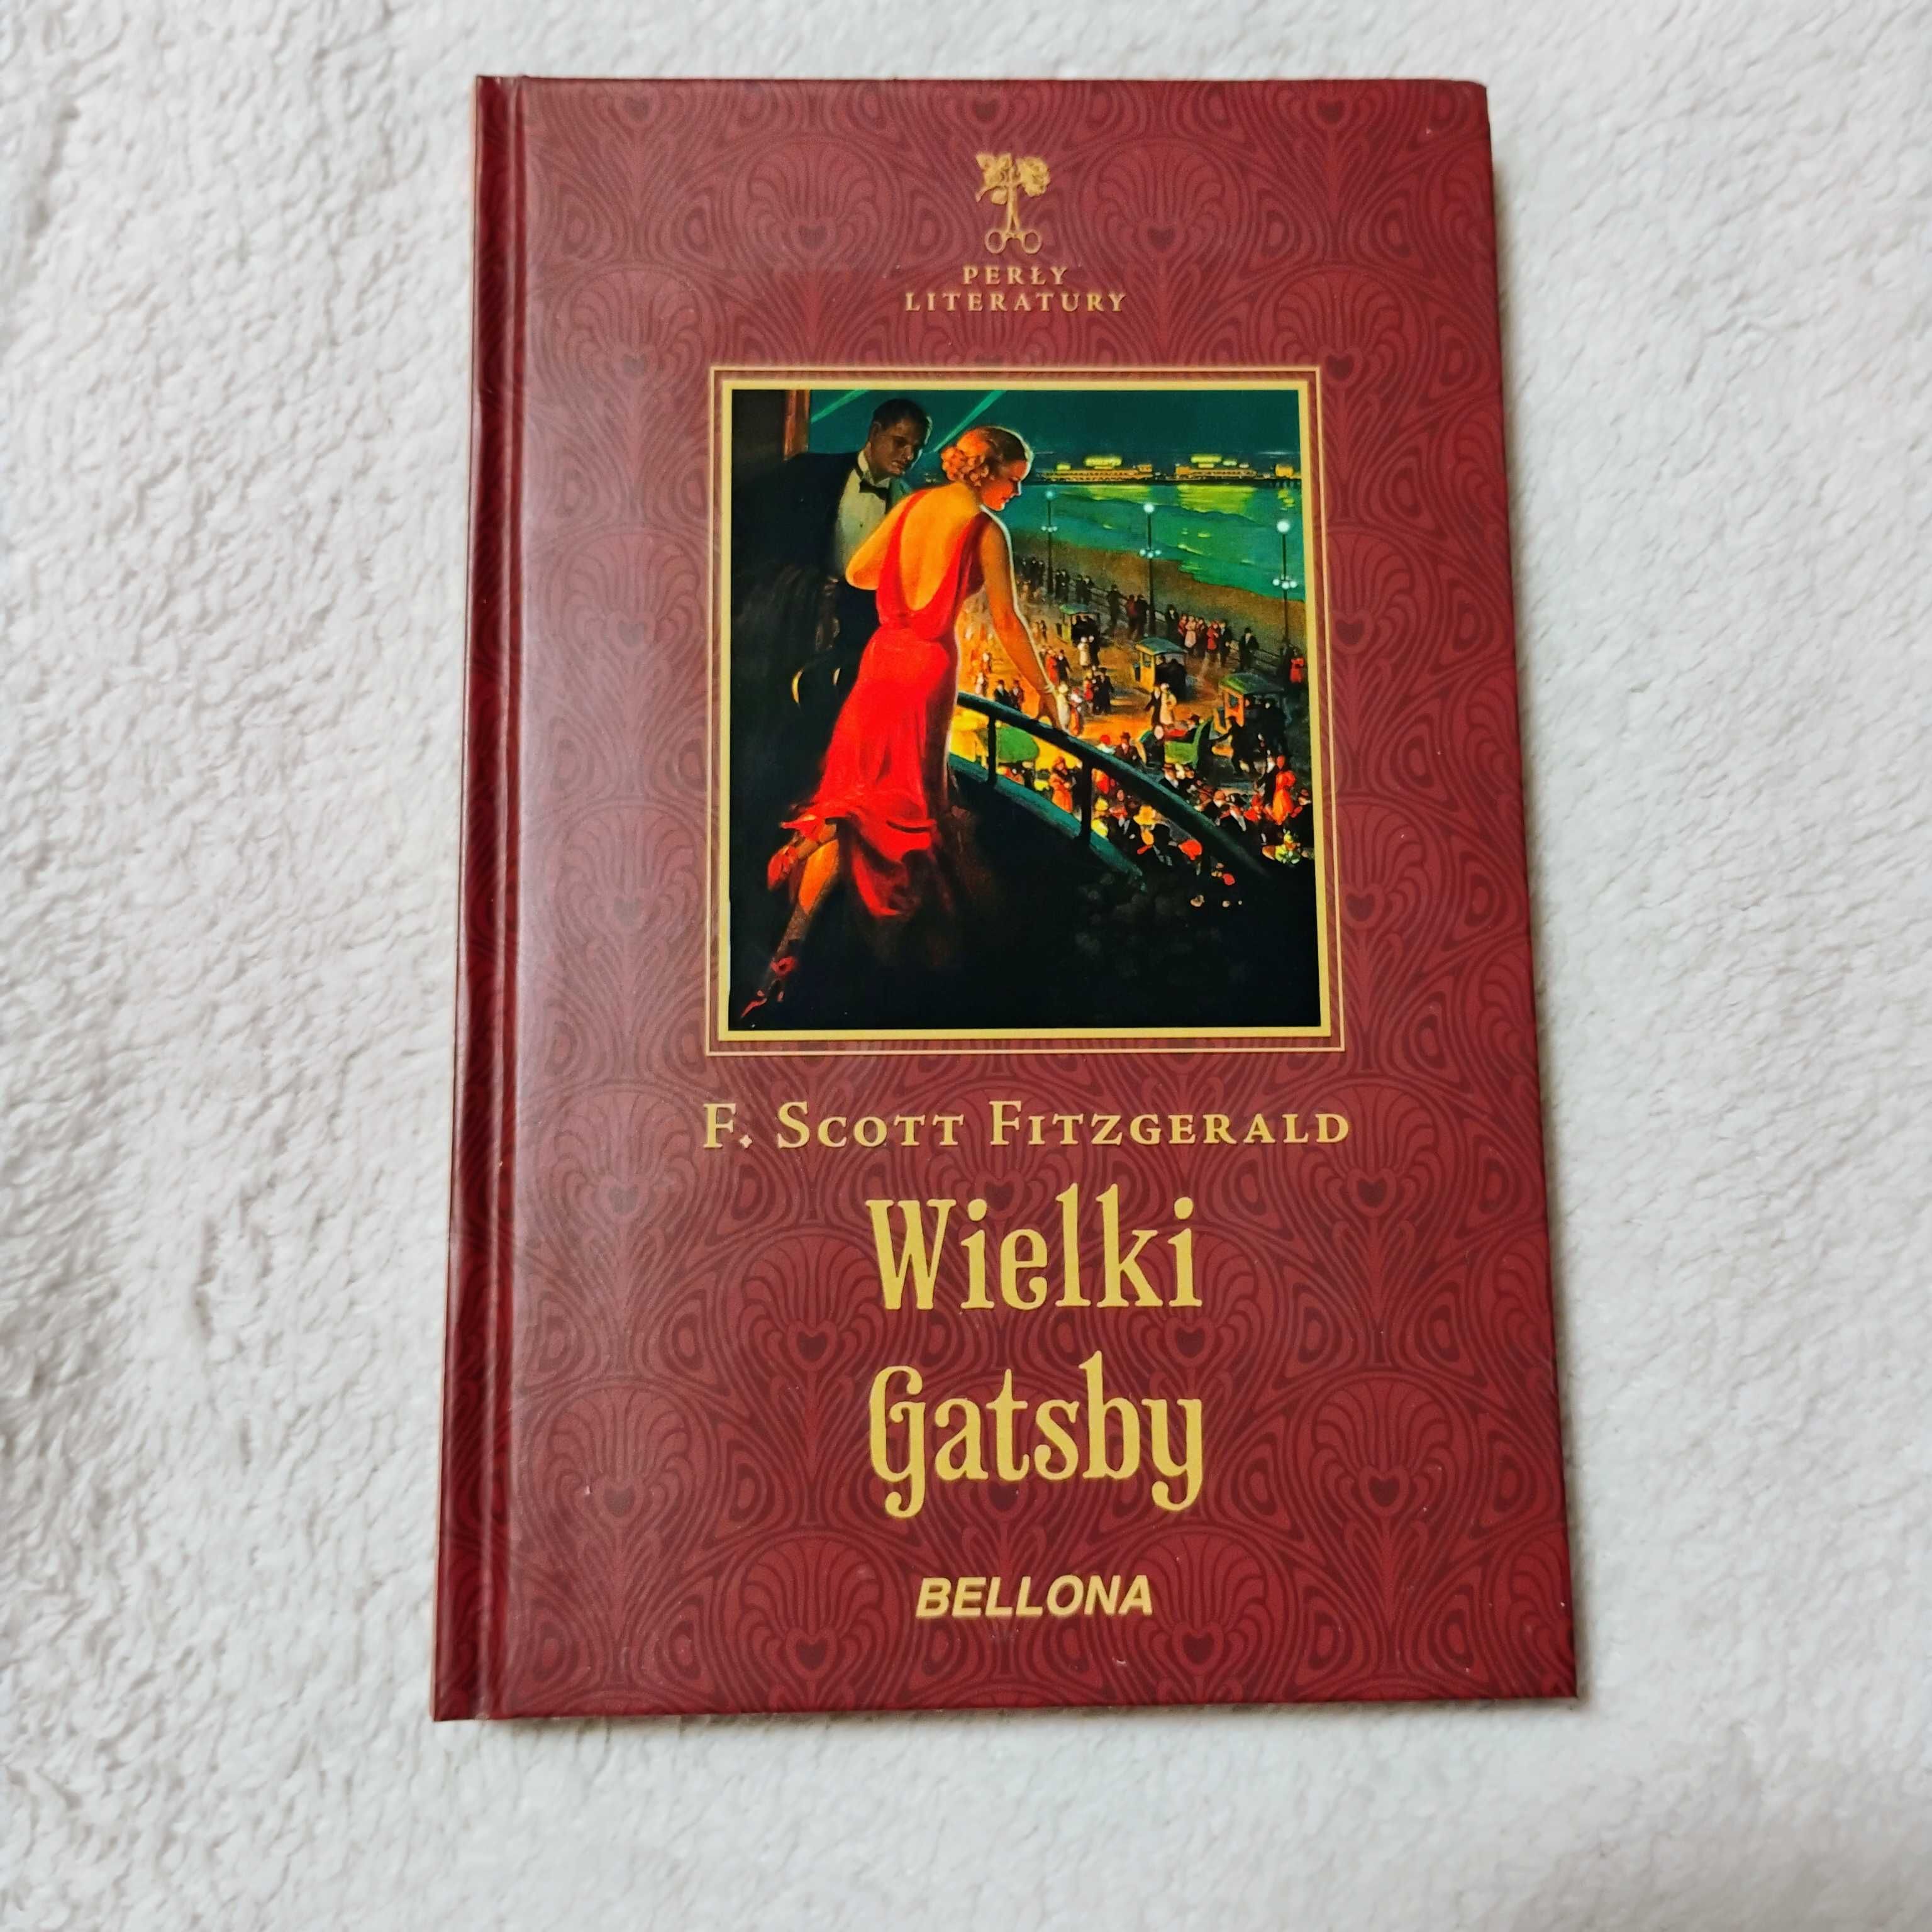 PERŁY
LITERATURY
F. SCOTT FITZGERALD
Wielki
Gatsby
BELLONA